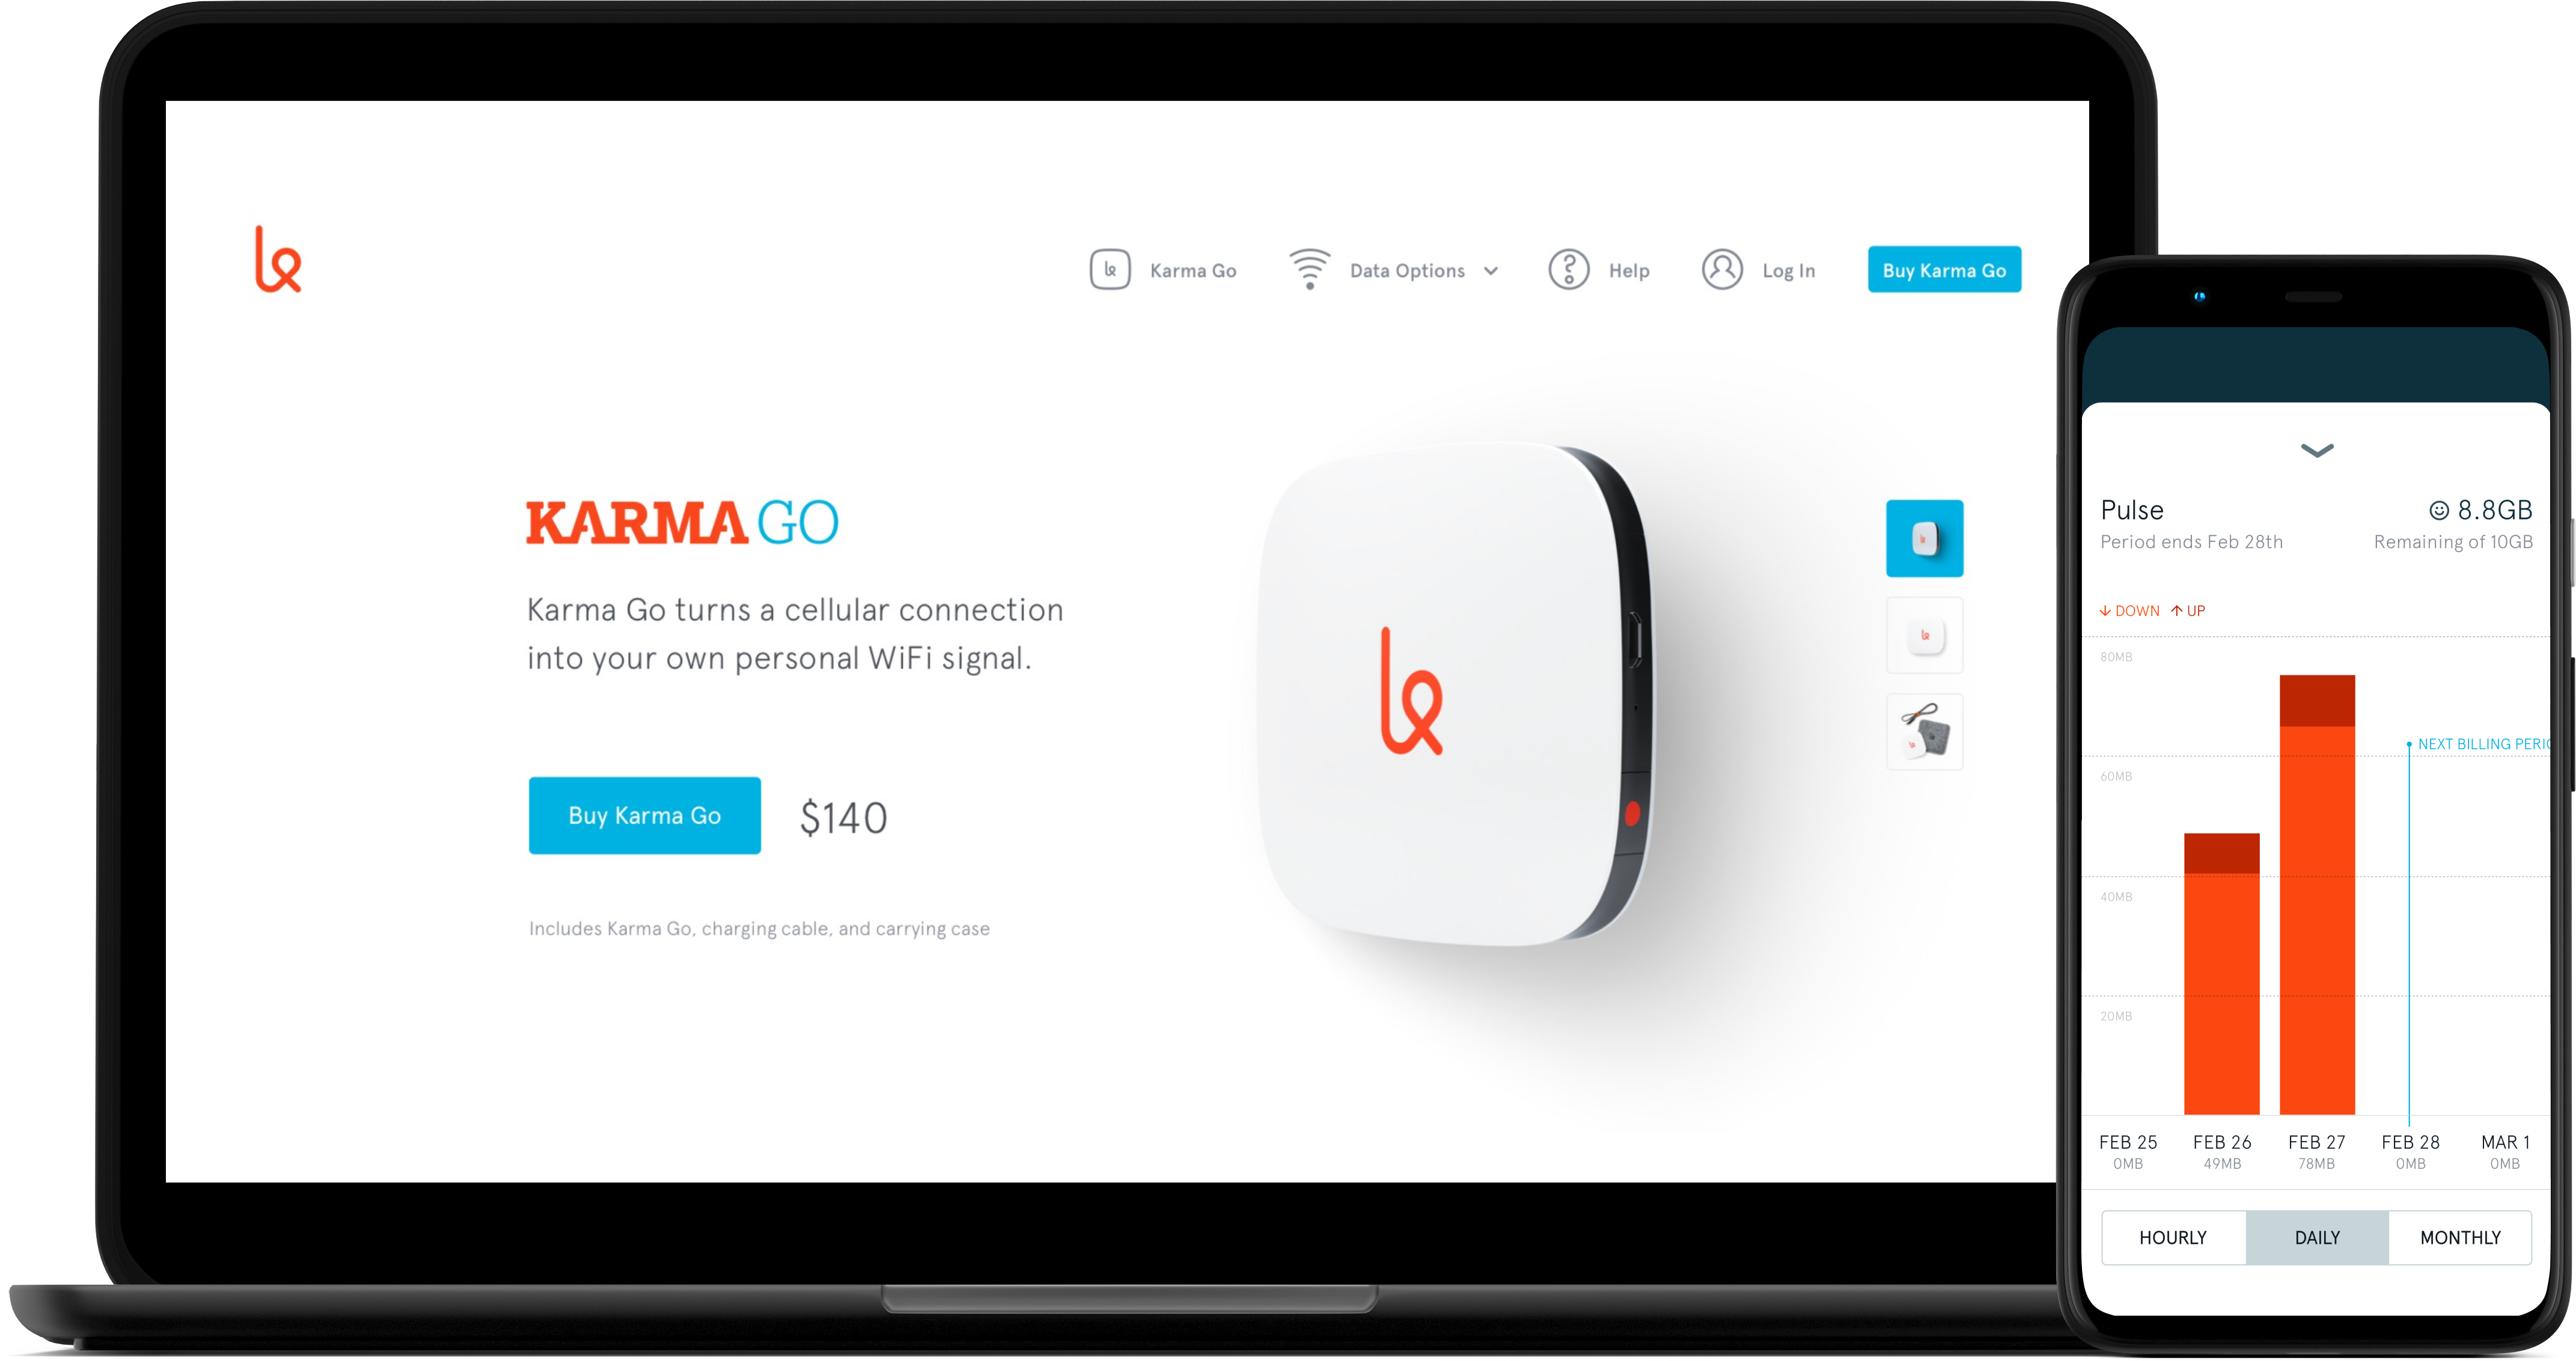 Karma Go
Data Options
Help
Log In
Buy Karma Go
KARMA GO
Karma Go turns a cellular connection
into your own personal WiFi signal.
Buy Karma Go
$140
Includes Karma Go, charging cable, and carrying case
Pulse
8.8GB
Period ends Feb 28th
Remaining of 10GB
↓ DOWN ↑ UP
80MB
NEXT BILLING PERIO
60MB
40MB
20MB
FEB 25 FEB 26 FEB 27 FEB 28 MAR 1
0MB 49MB 78MB 0MB 0MB
HOURLY DAILY MONTHLY